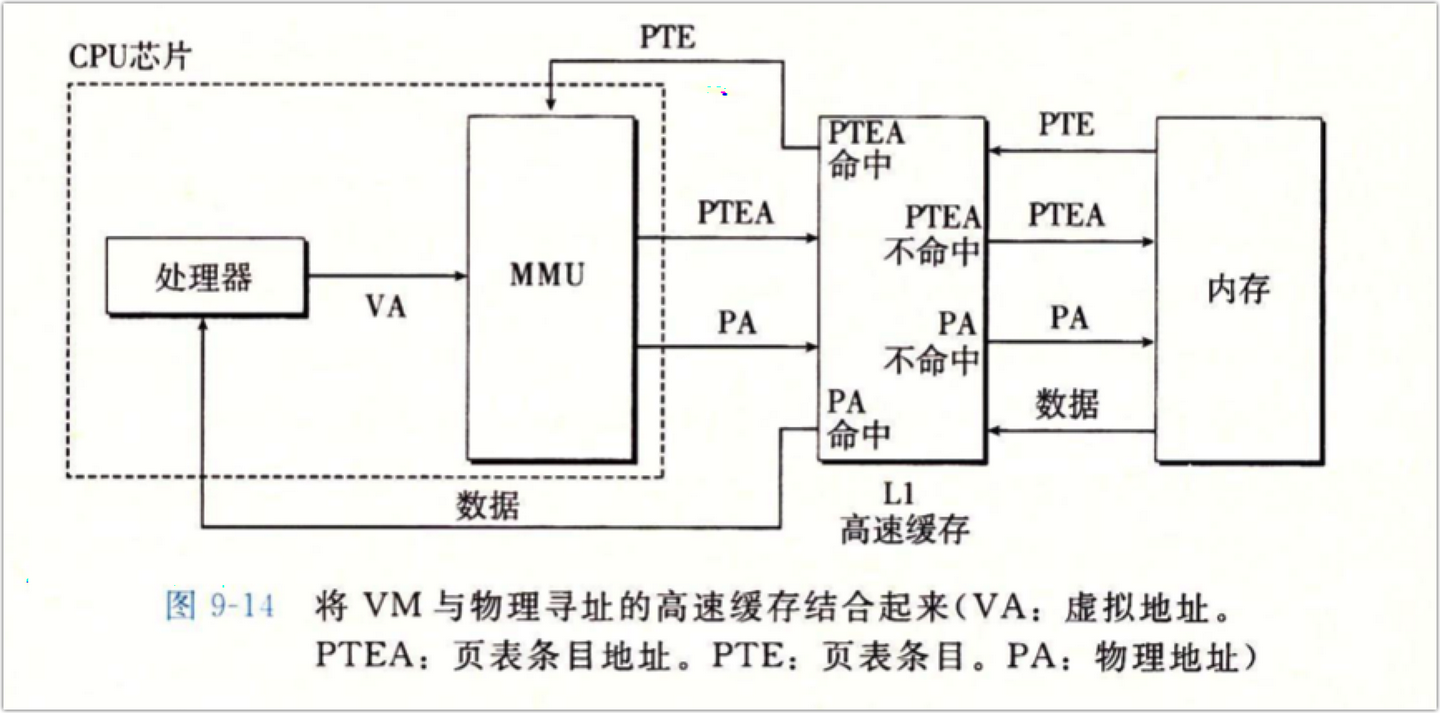 CPU芯片
PTE
处理器
VA
MMU
PTEA
PA
数据
PTEA
命中
PTEA
不命中
PA
不命中
PA
命中
L1
高速缓存
PTE
PTEA
PA
数据
内存
图 9-14 将 VM 与物理寻址的高速缓存结合起来(VA：虚拟地址。
PTEA：页表条目地址。PTE：页表条目。PA：物理地址)